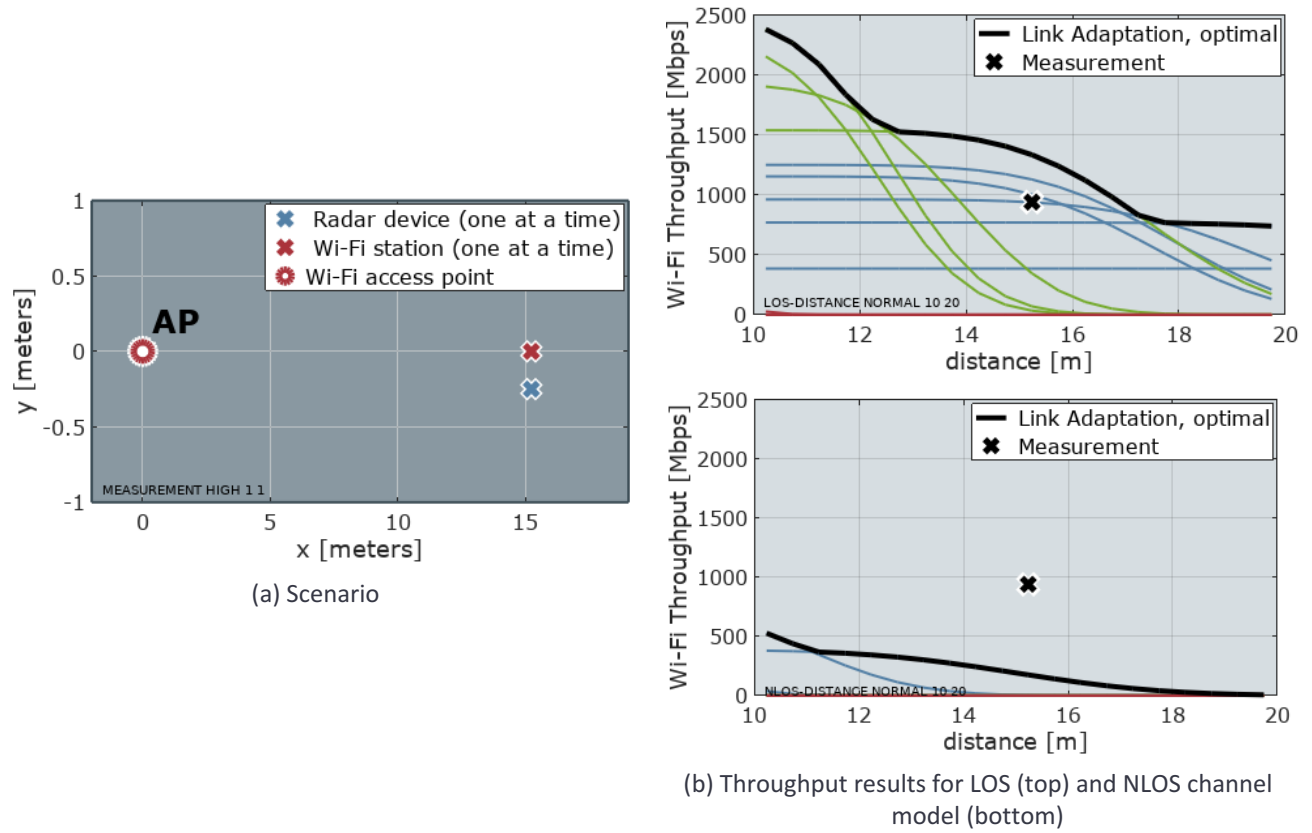 1
0.5
0
-0.5
-1
y [meters]
Radar device (one at a time)
Wi-Fi station (one at a time)
Wi-Fi access point
AP
MEASUREMENT HIGH 1 1
0 5 10 15
x [meters]
(a) Scenario
2500
2000
1500
1000
500
0
Wi-Fi Throughput [Mbps]
Link Adaptation, optimal
Measurement
LOS-DISTANCE NORMAL 10 20
10 12 14 16 18 20
distance [m]
2500
2000
1500
1000
500
0
Wi-Fi Throughput [Mbps]
Link Adaptation, optimal
Measurement
NLOS-DISTANCE NORMAL 10 20
10 12 14 16 18 20
distance [m]
(b) Throughput results for LOS (top) and NLOS channel
model (bottom)